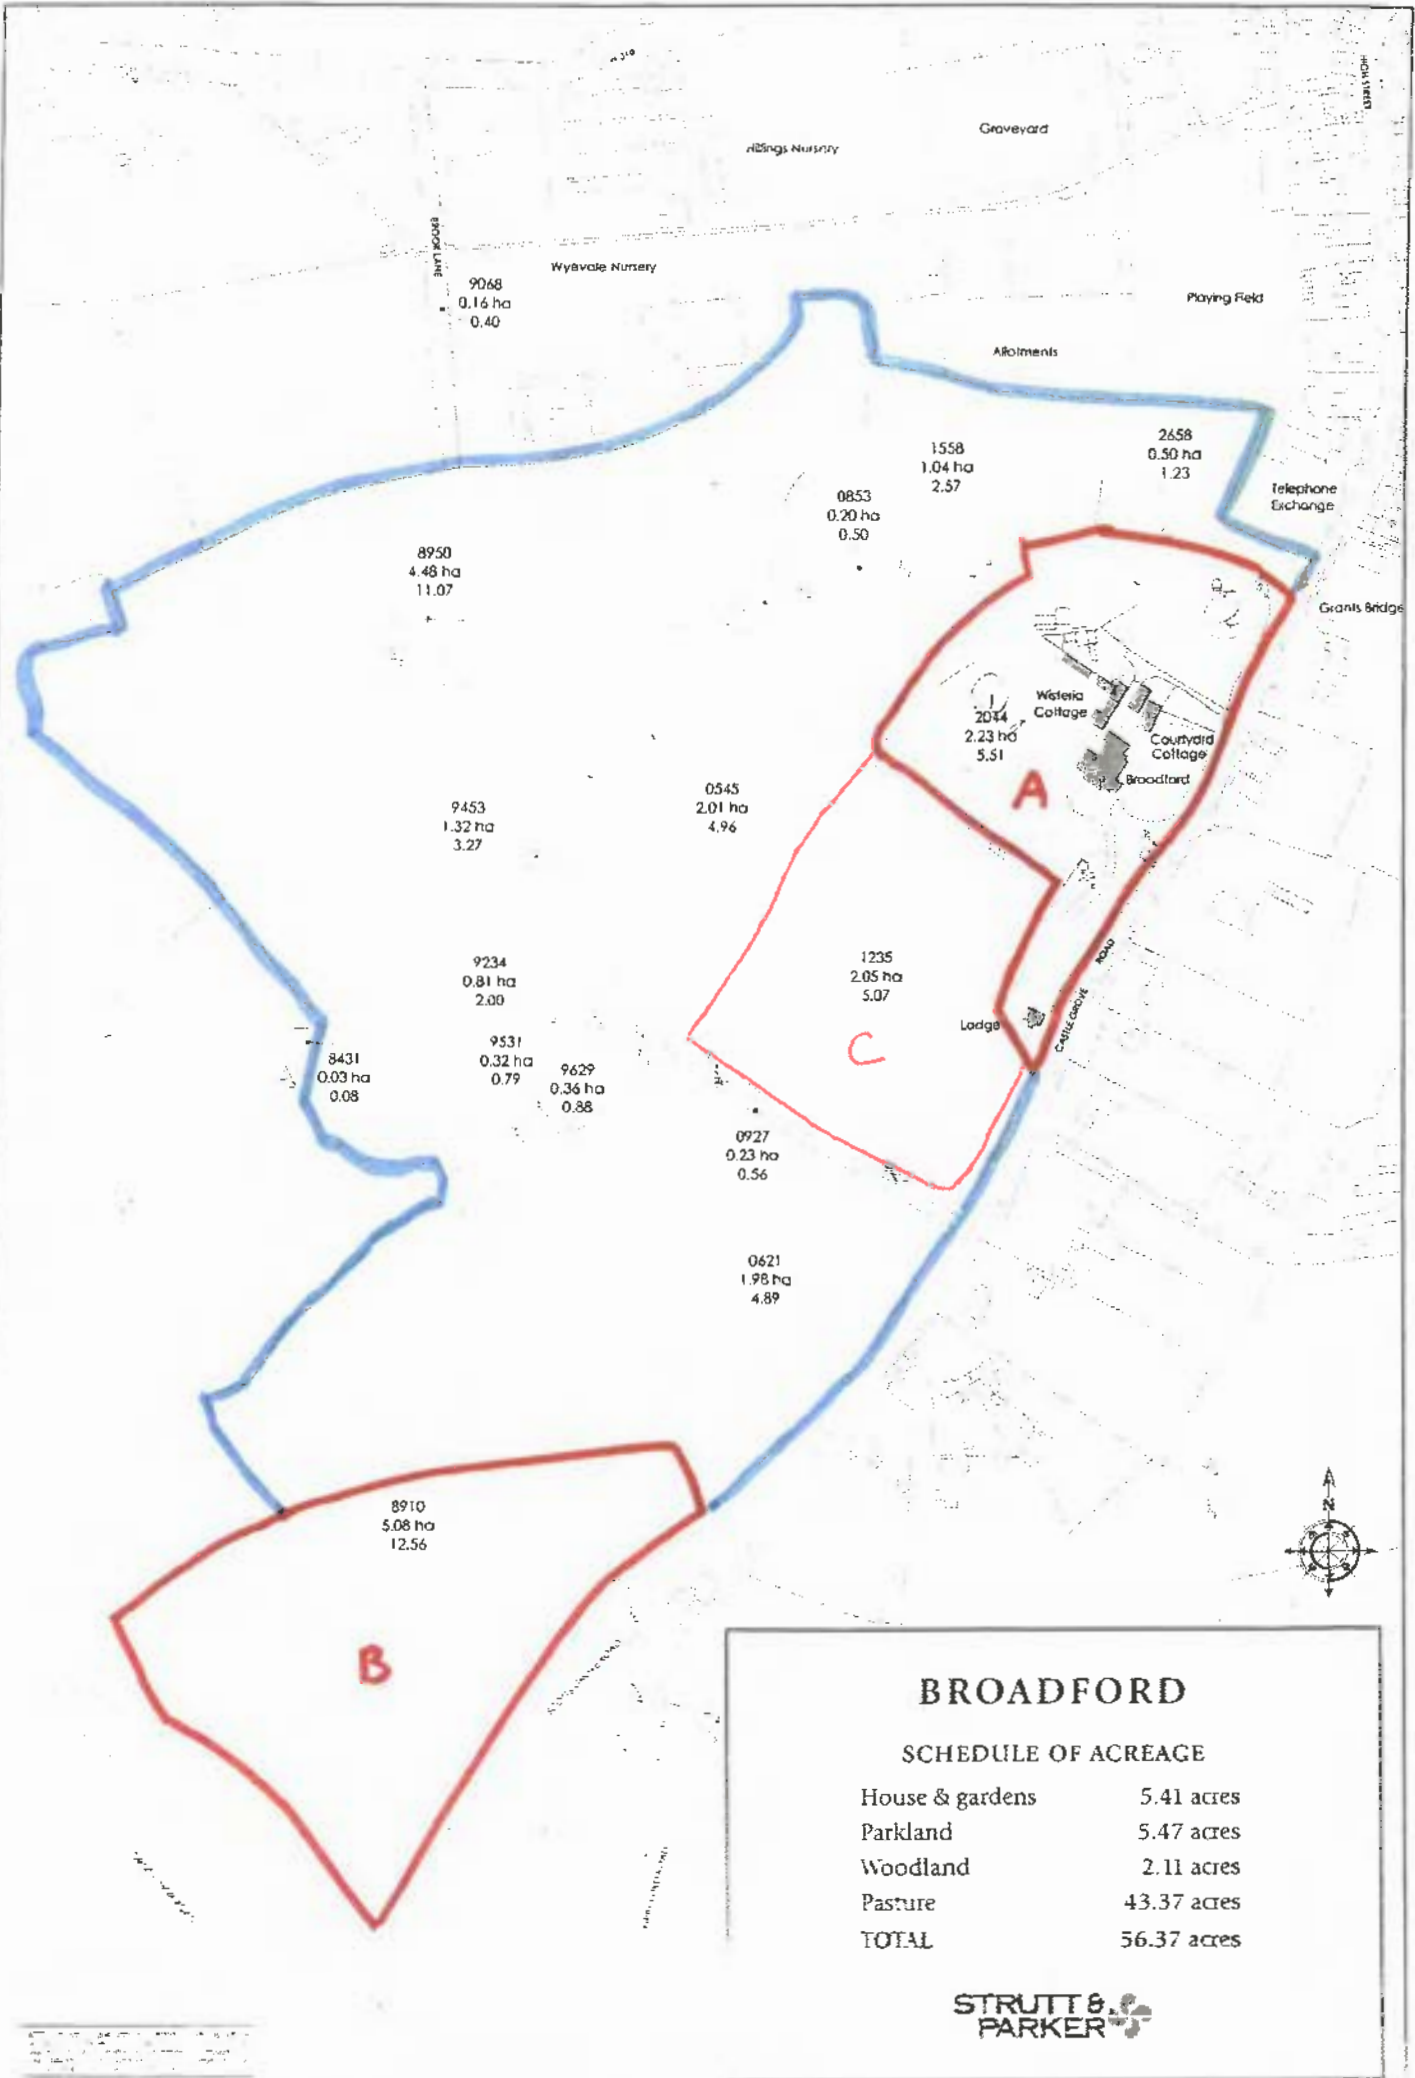 HIGH STREET
Graveyard
Hillings Nursery
BROOK LANE
Wyevale Nursery
9068
0.16 ha
0.40
Playing Field
Allotments
2658
0.50 ha
1.23
1558
1.04 ha
2.57
Telephone
Exchange
0853
0.20 ha
0.50
8950
4.48 ha
11.07
Grants Bridge
Wisteria
Cottage
2044
2.23 ha
5.51
Courtyard
Cottage
Broadford
A
0545
2.01 ha
4.96
9453
1.32 ha
3.27
9234
0.81 ha
2.00
1235
2.05 ha
5.07
CASTLE GROVE ROAD
Lodge
C
9531
0.32 ha
0.79
8431
0.03 ha
0.08
9629
0.36 ha
0.88
0927
0.23 ha
0.56
0621
1.98 ha
4.89
8910
5.08 ha
12.56
N
B
BROADFORD
SCHEDULE OF ACREAGE
House & gardens 5.41 acres
Parkland 5.47 acres
Woodland 2.11 acres
Pasture 43.37 acres
TOTAL 56.37 acres
STRUTT &
PARKER